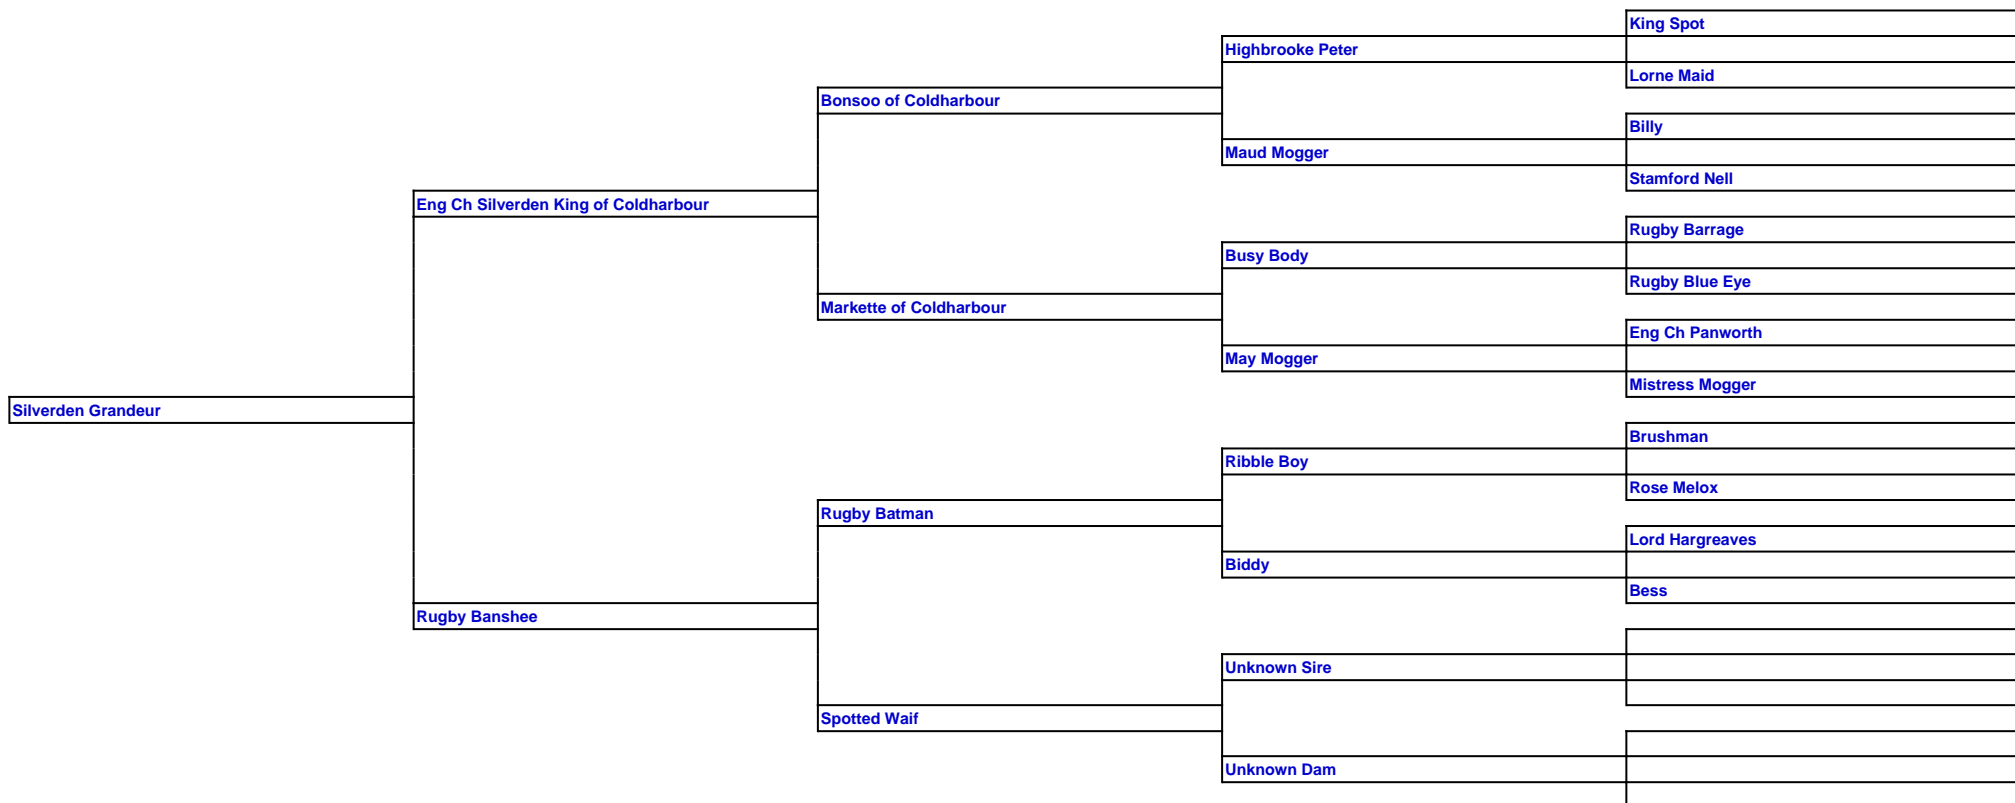 King Spot
Highbrooke Peter
Lorne Maid
Bonsoo of Coldharbour
Billy
Maud Mogger
Stamford Nell
Eng Ch Silverden King of Coldharbour
Rugby Barrage
Busy Body
Rugby Blue Eye
Markette of Coldharbour
Eng Ch Panworth
May Mogger
Mistress Mogger
Silverden Grandeur
Brushman
Ribble Boy
Rose Melox
Rugby Batman
Lord Hargreaves
Biddy
Bess
Rugby Banshee
Unknown Sire
Spotted Waif
Unknown Dam